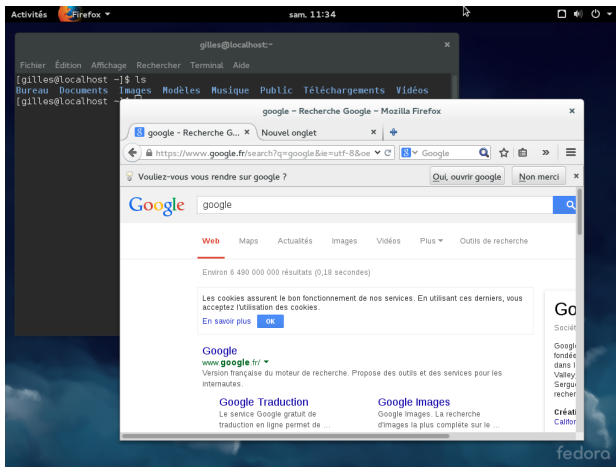 Activités Firefox sam. 11:34
gilles@localhost:~
Fichier Édition Affichage Rechercher Terminal Aide
[gilles@localhost ~]$ ls
Bureau Documents Images Modèles Musique Public Téléchargements Vidéos
[gilles@localhost ~]$
google – Recherche Google – Mozilla Firefox
google - Recherche G... Nouvel onglet
https://www.google.fr/search?q=google&ie=utf-8&oe Google
Vouliez-vous vous rendre sur google ? Oui, ouvrir google Non merci
Google google
Web Maps Actualités Images Vidéos Plus Outils de recherche
Environ 6 490 000 000 résultats (0,18 secondes)
Les cookies assurent le bon fonctionnement de nos services. En utilisant ces derniers, vous
acceptez l'utilisation des cookies.
En savoir plus OK
Google
www.google.fr/
Version française du moteur de recherche. Propose des outils et des services pour les
internautes.
Google Traduction
Le service Google gratuit de
traduction en ligne permet de ...
Google Images
Google Images. La recherche
d'images la plus complète sur le ...
Go
Sociét
Googl
fondée
dans l
Valley
Sergu
recher
Créati
Califor
fedora